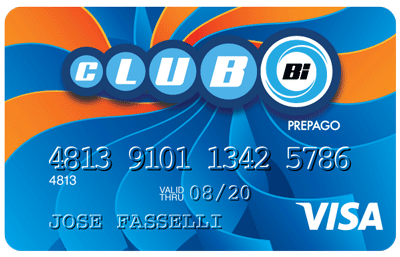 CLUB Bi
PREPAGO
4813 9101 1342 5786
4813
VALID THRU 08/20
JOSE FASSELLI
VISA